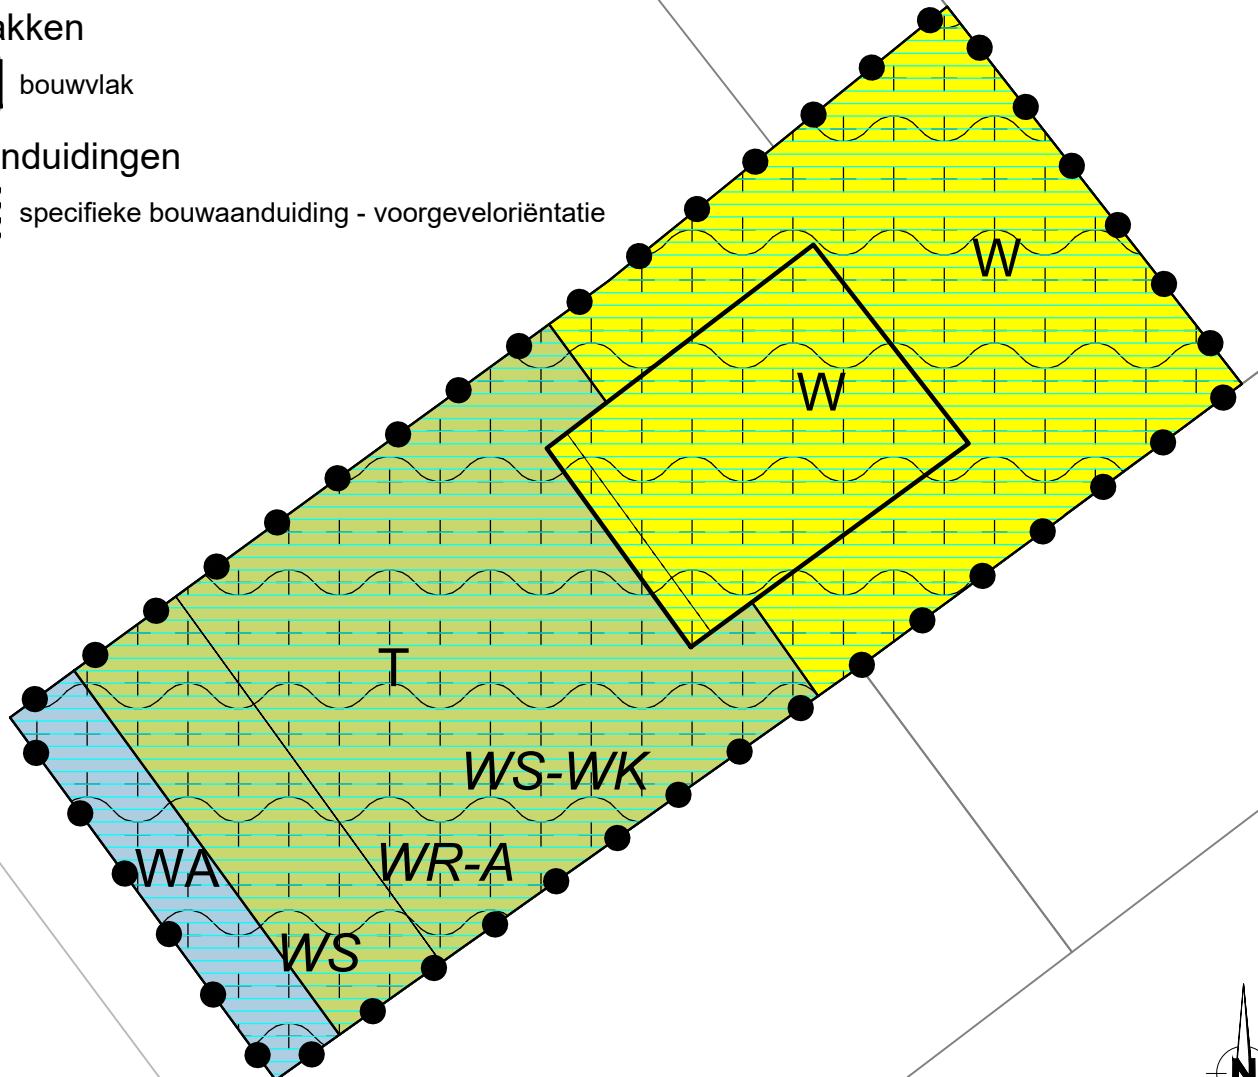 akken
bouwvlak
nduidingen
specifieke bouwaanduiding - voorgeveloriëntatie
W
W
T
WS-WK
WR-A
WA
WS
N